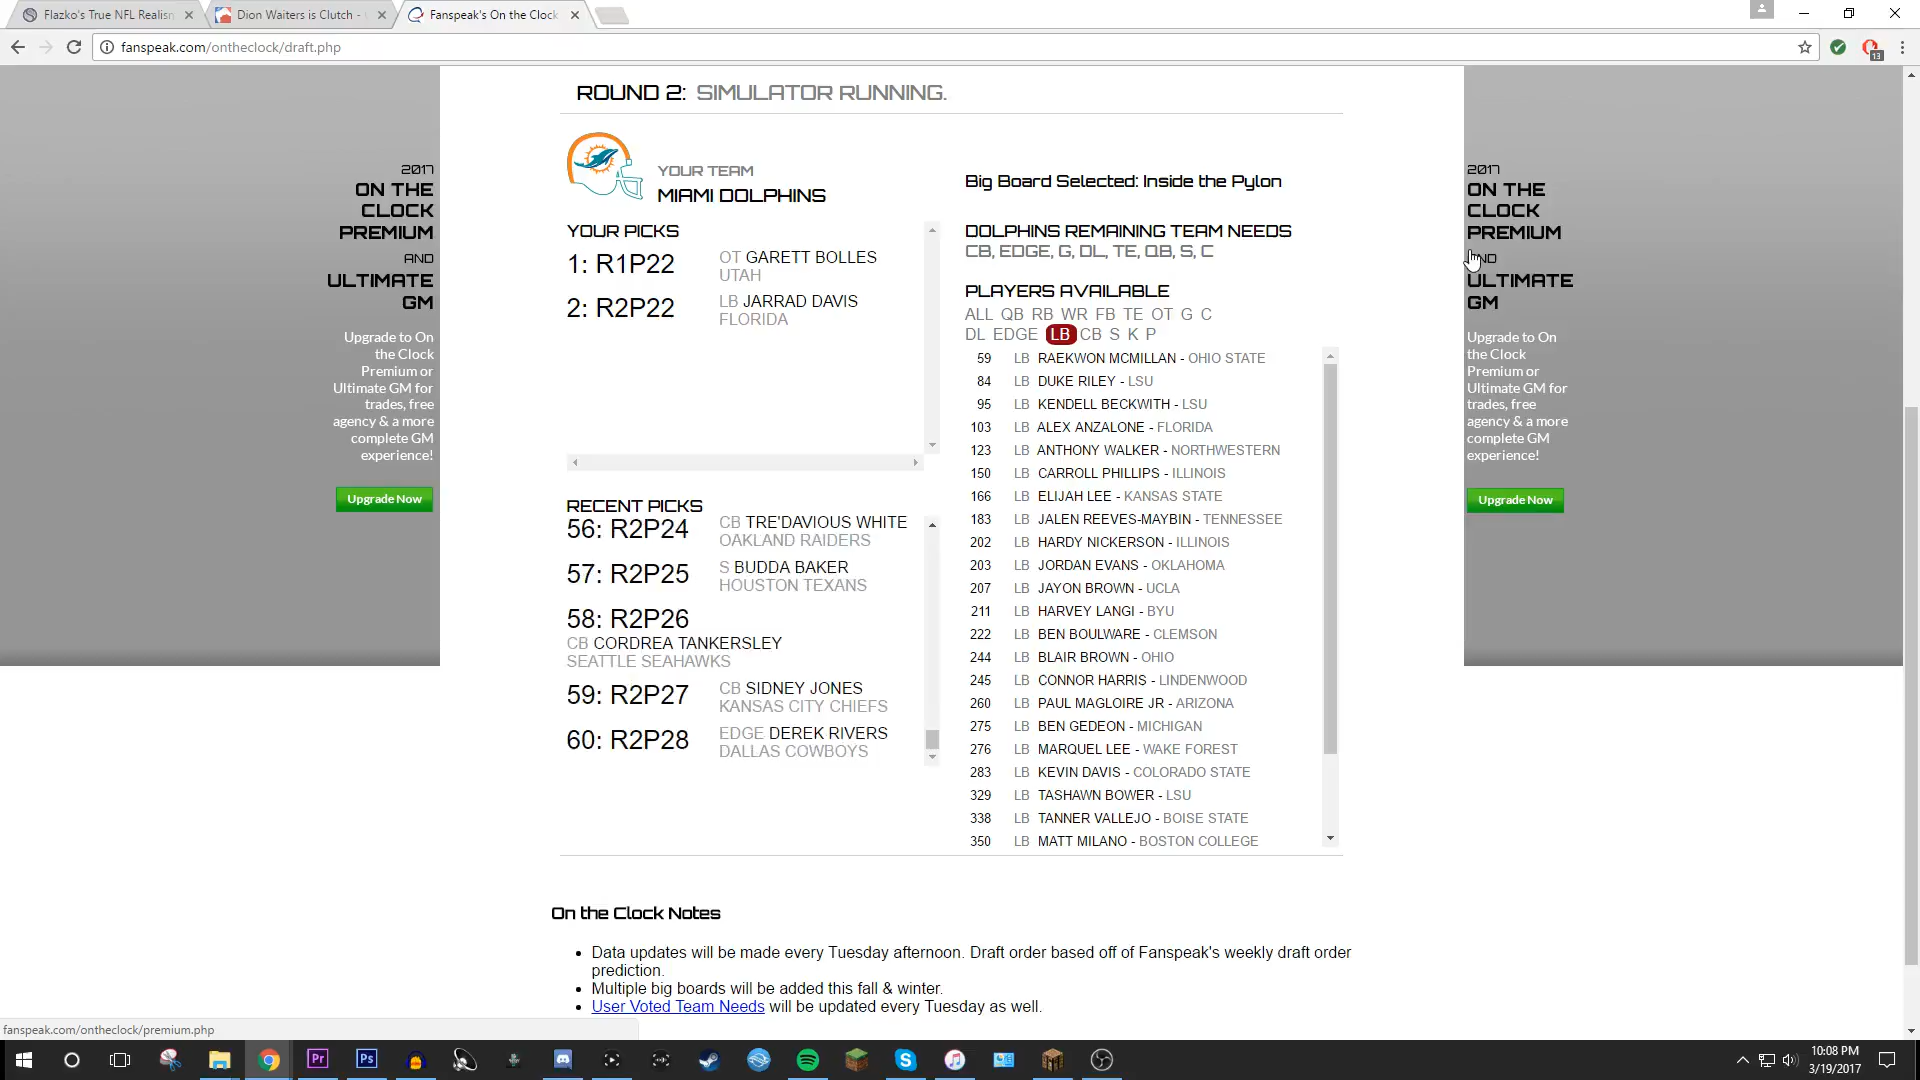 Flazko's True NFL Realism
Dion Waiters is Clutch -
Fanspeak's On the Clock
fanspeak.com/ontheclock/draft.php
13
ROUND 2: SIMULATOR RUNNING.
YOUR TEAM
MIAMI DOLPHINS
Big Board Selected: Inside the Pylon
2017
ON THE
CLOCK
PREMIUM
AND
ULTIMATE
GM
Upgrade to On
the Clock
Premium or
Ultimate GM for
trades, free
agency & a more
complete GM
experience!
Upgrade Now
YOUR PICKS
1: R1P22 OT GARETT BOLLES
UTAH
2: R2P22 LB JARRAD DAVIS
FLORIDA
RECENT PICKS
56: R2P24 CB TRE'DAVIOUS WHITE
OAKLAND RAIDERS
57: R2P25 S BUDDA BAKER
HOUSTON TEXANS
58: R2P26
CB CORDREA TANKERSLEY
SEATTLE SEAHAWKS
59: R2P27 CB SIDNEY JONES
KANSAS CITY CHIEFS
60: R2P28 EDGE DEREK RIVERS
DALLAS COWBOYS
DOLPHINS REMAINING TEAM NEEDS
CB, EDGE, G, DL, TE, QB, S, C
PLAYERS AVAILABLE
ALL QB RB WR FB TE OT G C
DL EDGE LB CB S K P
59 LB RAEKWON MCMILLAN - OHIO STATE
84 LB DUKE RILEY - LSU
95 LB KENDELL BECKWITH - LSU
103 LB ALEX ANZALONE - FLORIDA
123 LB ANTHONY WALKER - NORTHWESTERN
150 LB CARROLL PHILLIPS - ILLINOIS
166 LB ELIJAH LEE - KANSAS STATE
183 LB JALEN REEVES-MAYBIN - TENNESSEE
202 LB HARDY NICKERSON - ILLINOIS
203 LB JORDAN EVANS - OKLAHOMA
207 LB JAYON BROWN - UCLA
211 LB HARVEY LANGI - BYU
222 LB BEN BOULWARE - CLEMSON
244 LB BLAIR BROWN - OHIO
245 LB CONNOR HARRIS - LINDENWOOD
260 LB PAUL MAGLOIRE JR - ARIZONA
275 LB BEN GEDEON - MICHIGAN
276 LB MARQUEL LEE - WAKE FOREST
283 LB KEVIN DAVIS - COLORADO STATE
329 LB TASHAWN BOWER - LSU
338 LB TANNER VALLEJO - BOISE STATE
350 LB MATT MILANO - BOSTON COLLEGE
2017
ON THE
CLOCK
PREMIUM
ULTIMATE
GM
Upgrade to On
the Clock
Premium or
Ultimate GM for
trades, free
agency & a more
complete GM
experience!
Upgrade Now
On the Clock Notes
Data updates will be made every Tuesday afternoon. Draft order based off of Fanspeak's weekly draft order
prediction.
Multiple big boards will be added this fall & winter.
User Voted Team Needs will be updated every Tuesday as well.
fanspeak.com/ontheclock/premium.php
Pr
Ps
10:08 PM
3/19/2017